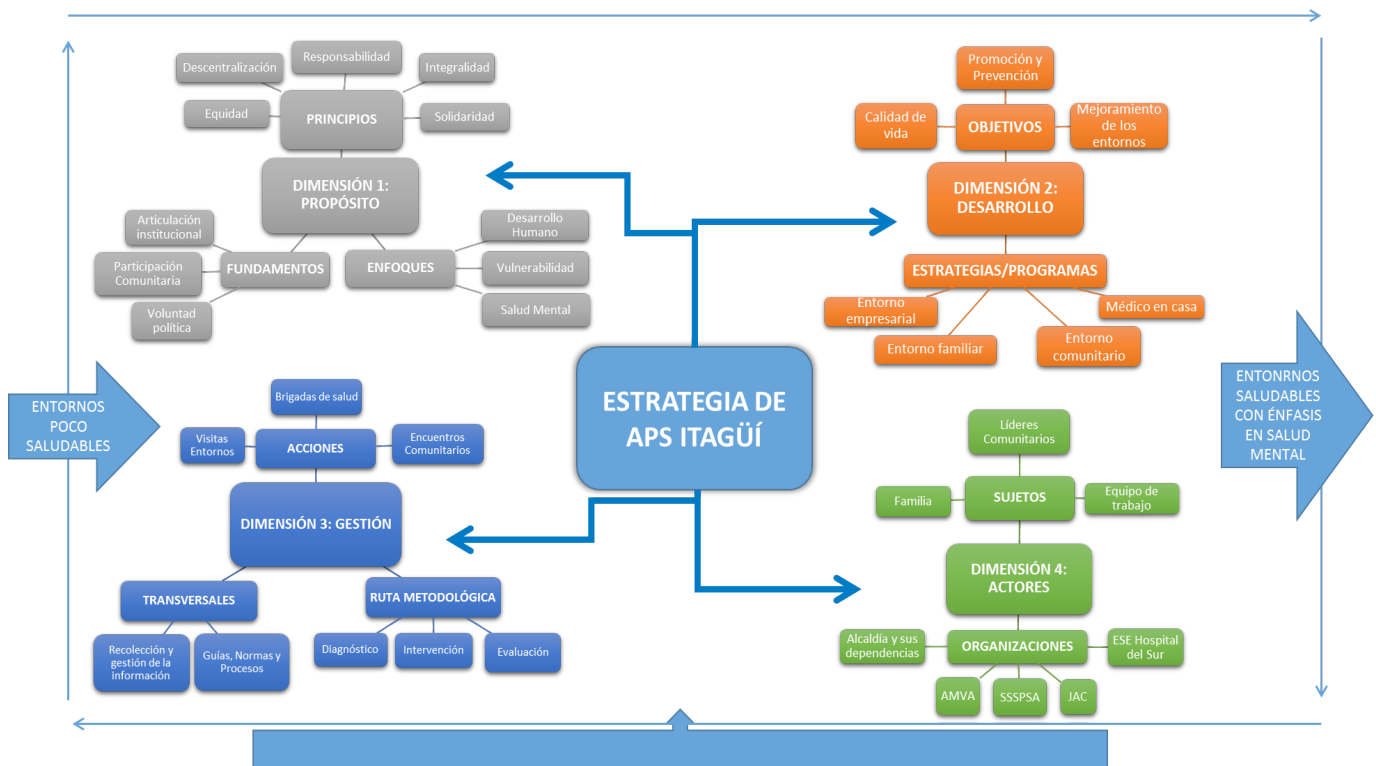 Responsabilidad
Descentralización
Integralidad
Equidad
PRINCIPIOS
Solidaridad
DIMENSIÓN 1:
PROPÓSITO
Articulación
institucional
Participación
Comunitaria
Voluntad
política
FUNDAMENTOS
ENFOQUES
Desarrollo
Humano
Vulnerabilidad
Salud Mental
Promoción y
Prevención
Calidad de
vida
OBJETIVOS
Mejoramiento
de los
entornos
DIMENSIÓN 2:
DESARROLLO
ESTRATEGIAS/PROGRAMAS
Entorno
empresarial
Entorno familiar
Entorno
comunitario
Médico en casa
ENTORNOS
POCO
SALUDABLES
ESTRATEGIA DE
APS ITAGÜÍ
ENTONRNOS
SALUDABLES
CON ÉNFASIS
EN SALUD
MENTAL
Brigadas de salud
Visitas
Entornos
ACCIONES
Encuentros
Comunitarios
DIMENSIÓN 3: GESTIÓN
TRANSVERSALES
RUTA METODOLÓGICA
Recolección y
gestión de la
información
Guías, Normas y
Procesos
Diagnóstico
Intervención
Evaluación
Líderes
Comunitarios
Familia
SUJETOS
Equipo de
trabajo
DIMENSIÓN 4:
ACTORES
Alcaldía y sus
dependencias
ORGANIZACIONES
ESE Hospital
del Sur
AMVA
SSSPSA
JAC